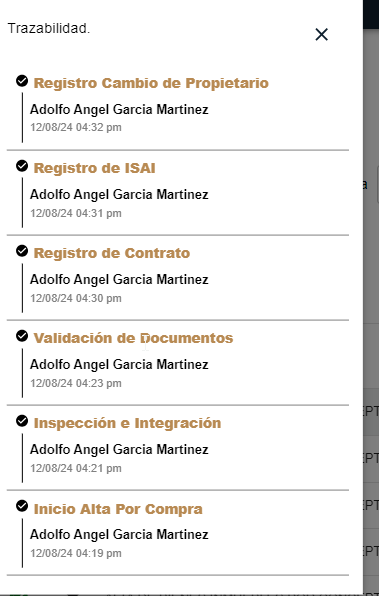 Trazabilidad.
Registro Cambio de Propietario
Adolfo Angel Garcia Martinez
12/08/24 04:32 pm
Registro de ISAI
Adolfo Angel Garcia Martinez
12/08/24 04:31 pm
Registro de Contrato
Adolfo Angel Garcia Martinez
12/08/24 04:30 pm
Validación de Documentos
Adolfo Angel Garcia Martinez
12/08/24 04:23 pm
Inspección e Integración
Adolfo Angel Garcia Martinez
12/08/24 04:21 pm
Inicio Alta Por Compra
Adolfo Angel Garcia Martinez
12/08/24 04:19 pm
a
EPT
EPT
EPT
EPT